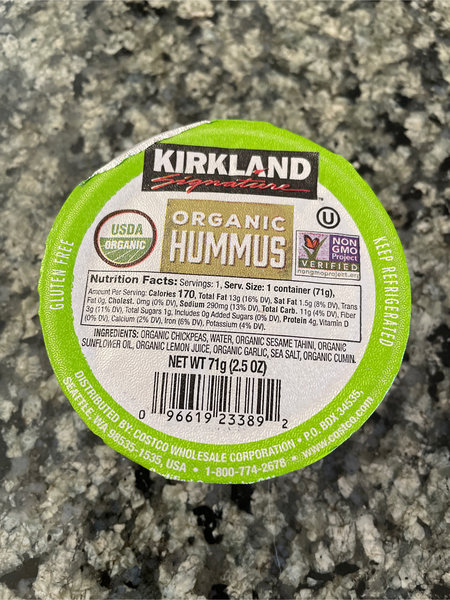 KIRKLAND
Signature
USDA
ORGANIC
ORGANIC
HUMMUS
U
NON
GMO
Project
VERIFIED
nongmoproject.org
GLUTEN FREE
KEEP REFRIGERATED
Nutrition Facts: Servings: 1, Serv. Size: 1 container (71g),
Amount Per Serving: Calories 170, Total Fat 13g (16% DV), Sat Fat 1.5g (8% DV), Trans
Fat 0g, Cholest. 0mg (0% DV), Sodium 290mg (13% DV), Total Carb. 11g (4% DV), Fiber
3g (11% DV), Total Sugars 1g, Includes 0g Added Sugars (0% DV), Protein 4g, Vitamin D
(0% DV), Calcium (2% DV), Iron (6% DV), Potassium (4% DV).
INGREDIENTS: ORGANIC CHICKPEAS, WATER, ORGANIC SESAME TAHINI, ORGANIC
SUNFLOWER OIL, ORGANIC LEMON JUICE, ORGANIC GARLIC, SEA SALT, ORGANIC CUMIN.
NET WT 71g (2.5 OZ)
0 96619 23389 2
DISTRIBUTED BY: COSTCO WHOLESALE CORPORATION • P.O. BOX 34535,
SEATTLE, WA 98535-1535, USA • 1-800-774-2678 • www.costco.com